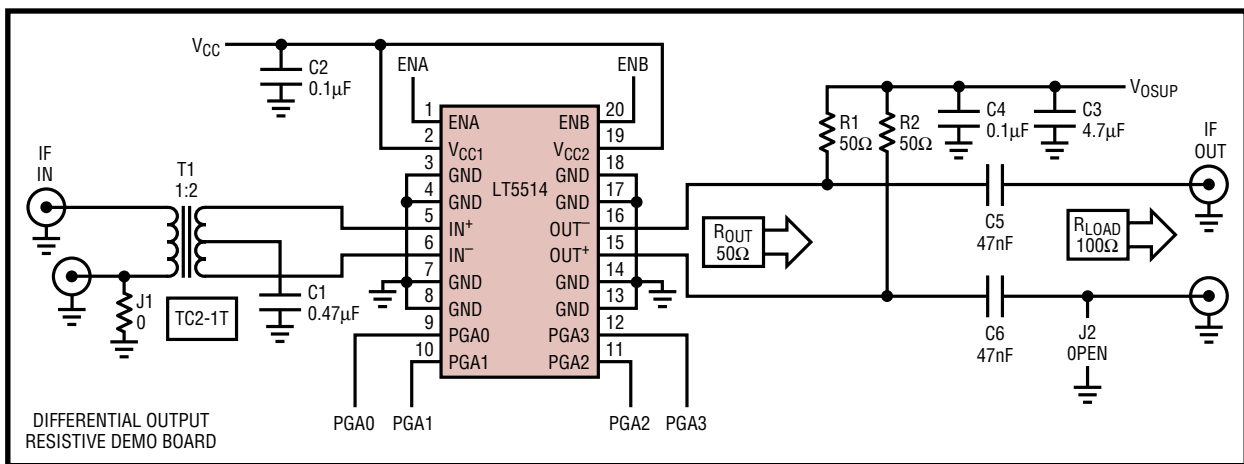 VCC
C2
0.1µF
ENA
ENB
VOSUP
R1
50Ω
R2
50Ω
C4
0.1µF
C3
4.7µF
IF
IN
T1
1:2
J1
0
TC2-1T
C1
0.47µF
LT5514
1 ENA
2 VCC1
3 GND
4 GND
5 IN+
6 IN−
7 GND
8 GND
9 PGA0
10 PGA1
ENB 20
VCC2 19
GND 18
GND 17
OUT− 16
OUT+ 15
GND 14
GND 13
PGA3 12
PGA2 11
ROUT
50Ω
C5
47nF
RLOAD
100Ω
IF
OUT
C6
47nF
J2
OPEN
PGA0 PGA1
PGA2 PGA3
DIFFERENTIAL OUTPUT
RESISTIVE DEMO BOARD